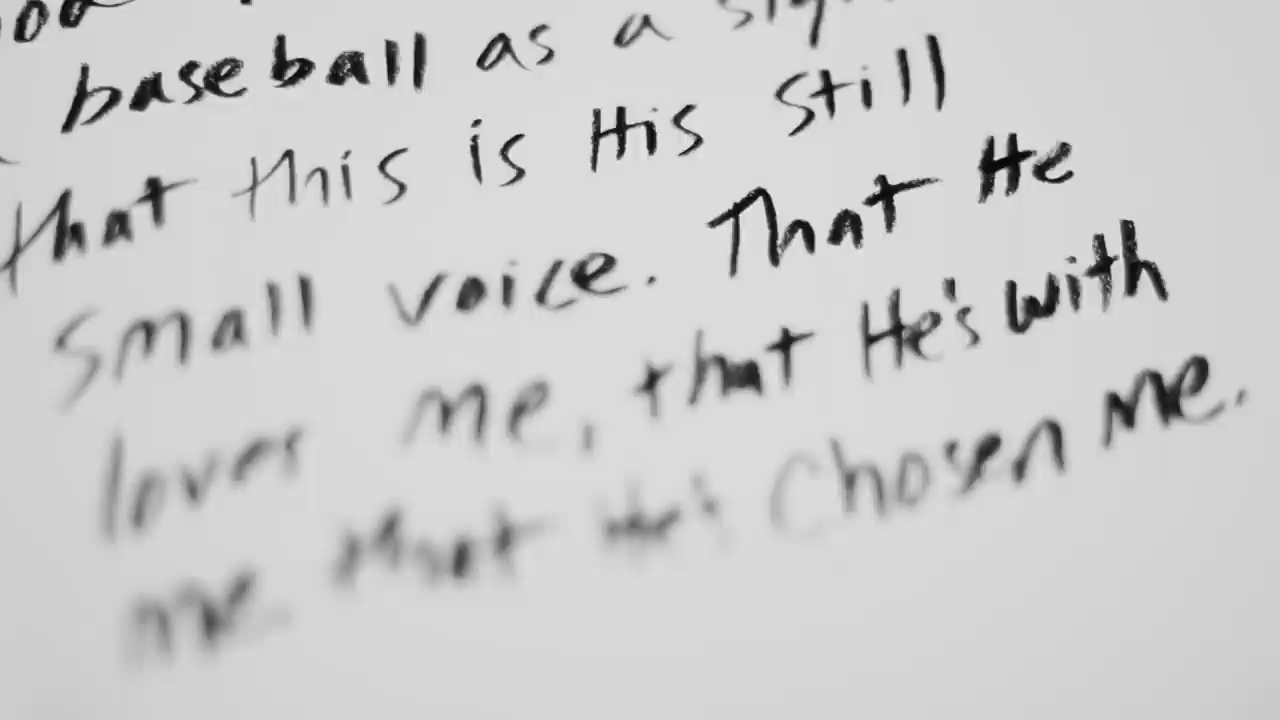 baseball as a
that this is His still
small voice. That He
loves me, that He's with
me that He's chosen me.